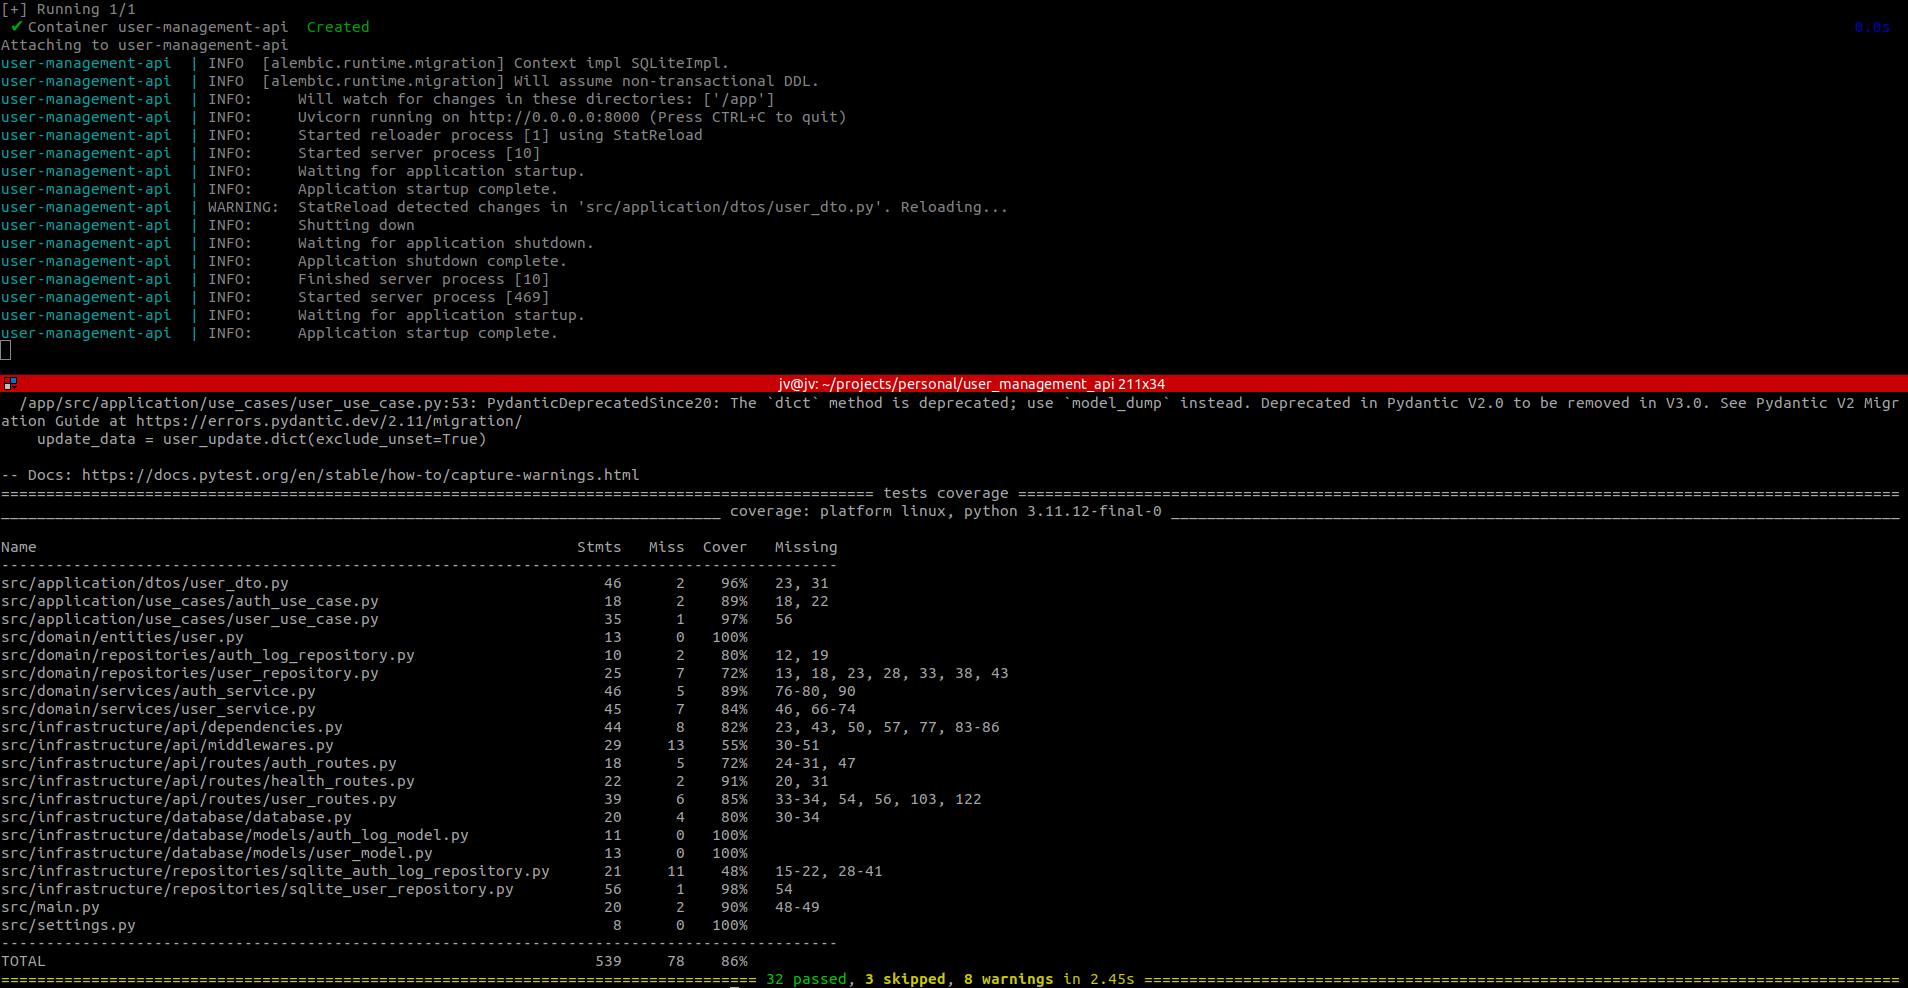 [+] Running 1/1
✔ Container user-management-api  Created                                                                 0.0s
Attaching to user-management-api
user-management-api  | INFO  [alembic.runtime.migration] Context impl SQLiteImpl.
user-management-api  | INFO  [alembic.runtime.migration] Will assume non-transactional DDL.
user-management-api  | INFO:     Will watch for changes in these directories: ['/app']
user-management-api  | INFO:     Uvicorn running on http://0.0.0.0:8000 (Press CTRL+C to quit)
user-management-api  | INFO:     Started reloader process [1] using StatReload
user-management-api  | INFO:     Started server process [10]
user-management-api  | INFO:     Waiting for application startup.
user-management-api  | INFO:     Application startup complete.
user-management-api  | WARNING:  StatReload detected changes in 'src/application/dtos/user_dto.py'. Reloading...
user-management-api  | INFO:     Shutting down
user-management-api  | INFO:     Waiting for application shutdown.
user-management-api  | INFO:     Application shutdown complete.
user-management-api  | INFO:     Finished server process [10]
user-management-api  | INFO:     Started server process [469]
user-management-api  | INFO:     Waiting for application startup.
user-management-api  | INFO:     Application startup complete.
jv@jv: ~/projects/personal/user_management_api 211x34
/app/src/application/use_cases/user_use_case.py:53: PydanticDeprecatedSince20: The `dict` method is deprecated; use `model_dump` instead. Deprecated in Pydantic V2.0 to be removed in V3.0. See Pydantic V2 Migr
ation Guide at https://errors.pydantic.dev/2.11/migration/
update_data = user_update.dict(exclude_unset=True)
-- Docs: https://docs.pytest.org/en/stable/how-to/capture-warnings.html
tests coverage
coverage: platform linux, python 3.11.12-final-0
Name                                                            Stmts   Miss  Cover   Missing
src/application/dtos/user_dto.py                                   46      2    96%   23, 31
src/application/use_cases/auth_use_case.py                         18      2    89%   18, 22
src/application/use_cases/user_use_case.py                         35      1    97%   56
src/domain/entities/user.py                                        13      0   100%
src/domain/repositories/auth_log_repository.py                     10      2    80%   12, 19
src/domain/repositories/user_repository.py                         25      7    72%   13, 18, 23, 28, 33, 38, 43
src/domain/services/auth_service.py                                46      5    89%   76-80, 90
src/domain/services/user_service.py                                45      7    84%   46, 66-74
src/infrastructure/api/dependencies.py                             44      8    82%   23, 43, 50, 57, 77, 83-86
src/infrastructure/api/middlewares.py                              29     13    55%   30-51
src/infrastructure/api/routes/auth_routes.py                       18      5    72%   24-31, 47
src/infrastructure/api/routes/health_routes.py                     22      2    91%   20, 31
src/infrastructure/api/routes/user_routes.py                       39      6    85%   33-34, 54, 56, 103, 122
src/infrastructure/database/database.py                            20      4    80%   30-34
src/infrastructure/database/models/auth_log_model.py               11      0   100%
src/infrastructure/database/models/user_model.py                   13      0   100%
src/infrastructure/repositories/sqlite_auth_log_repository.py      21     11    48%   15-22, 28-41
src/infrastructure/repositories/sqlite_user_repository.py          56      1    98%   54
src/main.py                                                        20      2    90%   48-49
src/settings.py                                                     8      0   100%
TOTAL                                                             539     78    86%
32 passed, 3 skipped, 8 warnings in 2.45s